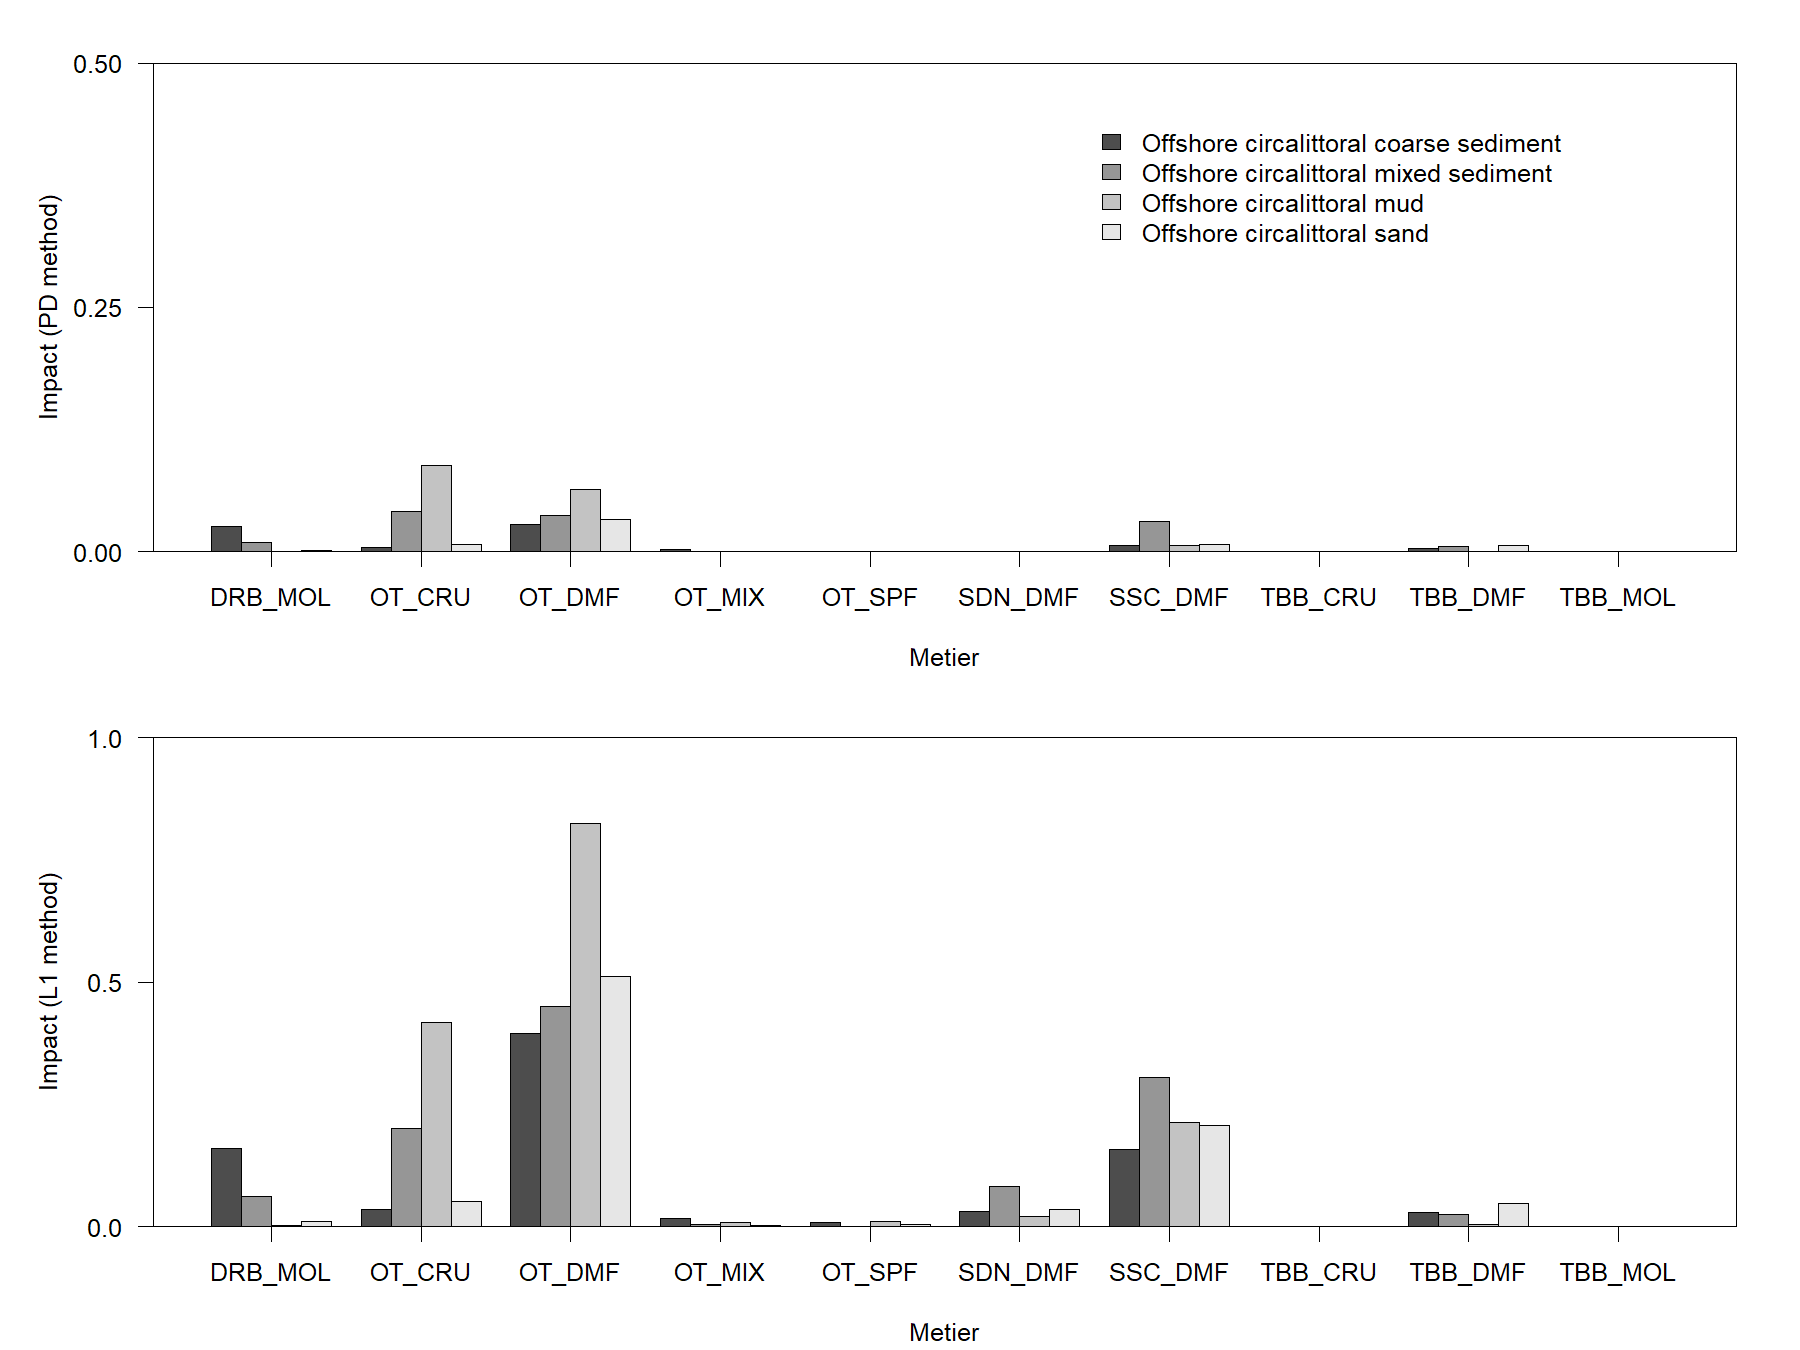 0.50
0.25
0.00
Impact (PD method)
Offshore circalittoral coarse sediment
Offshore circalittoral mixed sediment
Offshore circalittoral mud
Offshore circalittoral sand
DRB_MOL OT_CRU OT_DMF OT_MIX OT_SPF SDN_DMF SSC_DMF TBB_CRU TBB_DMF TBB_MOL
Metier
1.0
0.5
0.0
Impact (L1 method)
DRB_MOL OT_CRU OT_DMF OT_MIX OT_SPF SDN_DMF SSC_DMF TBB_CRU TBB_DMF TBB_MOL
Metier